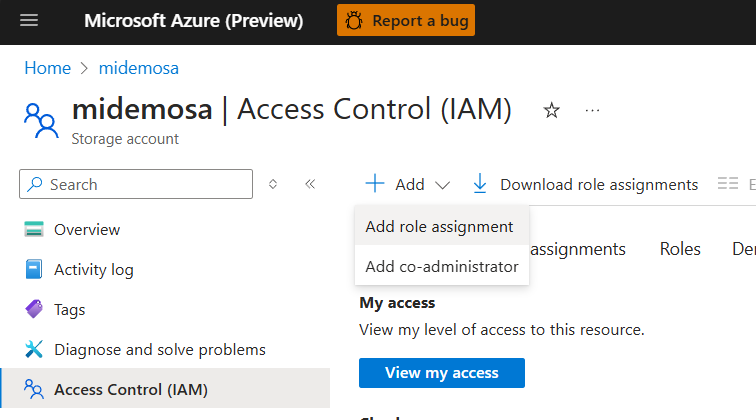 Microsoft Azure (Preview) Report a bug
Home > midemosa
midemosa | Access Control (IAM) ☆ ...
Storage account
Search
+ Add Download role assignments E
Add role assignment
Add co-administrator
assignments Roles
My access
View my level of access to this resource.
View my access
Overview
Activity log
Tags
Diagnose and solve problems
Access Control (IAM)